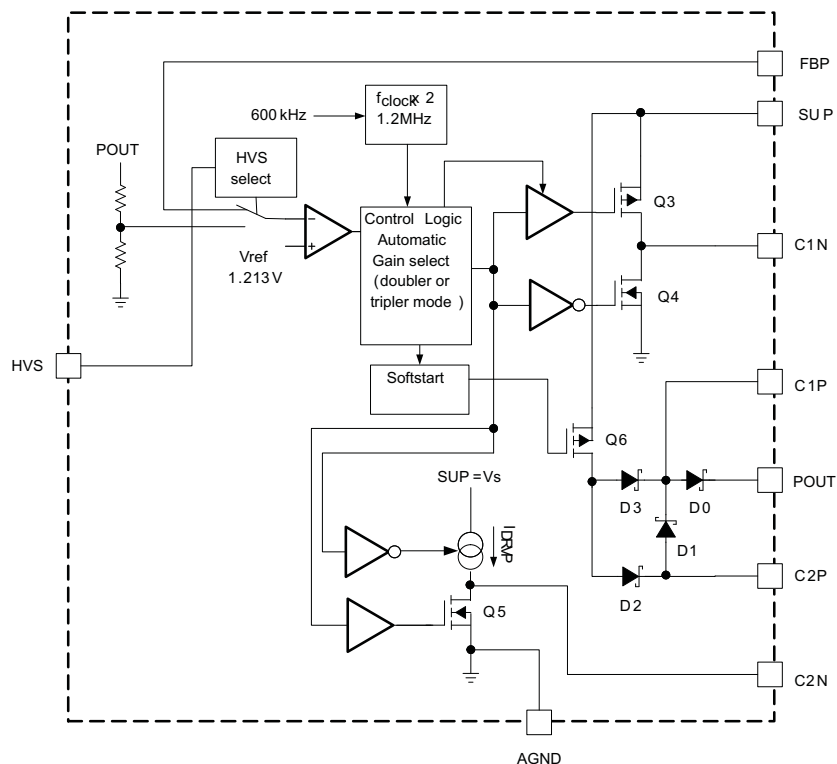 FBP
SUP
fclock x 2
1.2MHz
600 kHz
POUT
HVS
select
Q3
Control Logic
Automatic
Gain select
(doubler or
tripler mode )
Vref
1.213V
C1N
Q4
HVS
Softstart
C1P
Q6
SUP =Vs
POUT
D3
D0
IDRVP
D1
C2P
D2
Q5
C2N
AGND